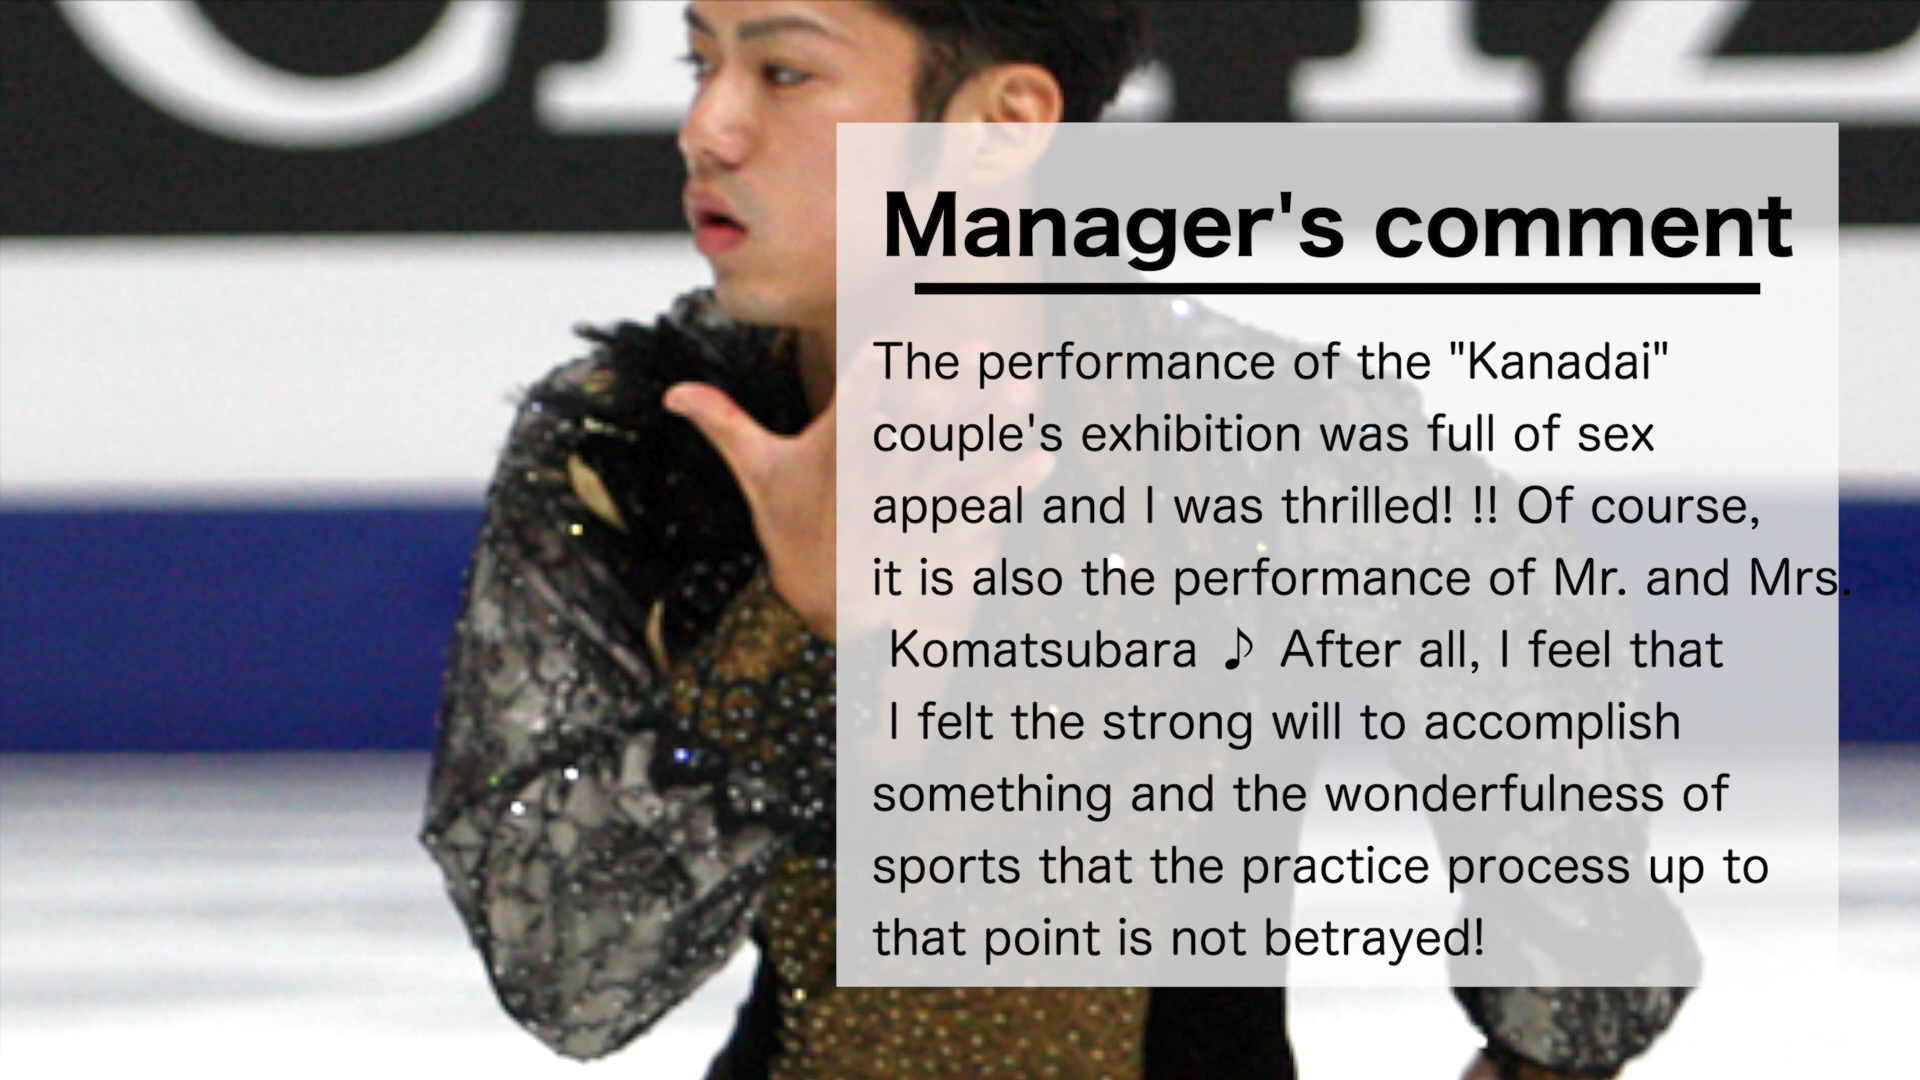 Manager's comment
The performance of the "Kanadai"
couple's exhibition was full of sex
appeal and I was thrilled! !! Of course,
it is also the performance of Mr. and Mrs.
Komatsubara ♪ After all, I feel that
I felt the strong will to accomplish
something and the wonderfulness of
sports that the practice process up to
that point is not betrayed!